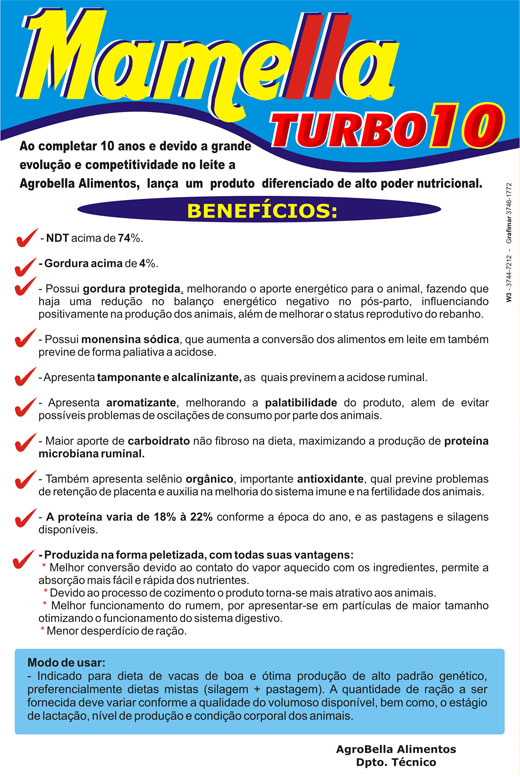 Mamella
TURBO 10
Ao completar 10 anos e devido a grande
evolução e competitividade no leite a
Agrobella Alimentos, lança um produto diferenciado de alto poder nutricional.
BENEFÍCIOS:
- NDT acima de 74%.
- Gordura acima de 4%.
- Possui gordura protegida, melhorando o aporte energético para o animal, fazendo que
haja uma redução no balanço energético negativo no pós-parto, influenciando
positivamente na produção dos animais, além de melhorar o status reprodutivo do rebanho.
- Possui monensina sódica, que aumenta a conversão dos alimentos em leite em também
previne de forma paliativa a acidose.
- Apresenta tamponante e alcalinizante, as quais previnem a acidose ruminal.
- Apresenta aromatizante, melhorando a palatibilidade do produto, alem de evitar
possíveis problemas de oscilações de consumo por parte dos animais.
- Maior aporte de carboidrato não fibroso na dieta, maximizando a produção de proteína
microbiana ruminal.
- Também apresenta selênio orgânico, importante antioxidante, qual previne problemas
de retenção de placenta e auxilia na melhoria do sistema imune e na fertilidade dos animais.
- A proteína varia de 18% à 22% conforme a época do ano, e as pastagens e silagens
disponíveis.
- Produzida na forma peletizada, com todas suas vantagens:
* Melhor conversão devido ao contato do vapor aquecido com os ingredientes, permite a
absorção mais fácil e rápida dos nutrientes.
* Devido ao processo de cozimento o produto torna-se mais atrativo aos animais.
* Melhor funcionamento do rumem, por apresentar-se em partículas de maior tamanho
otimizando o funcionamento do sistema digestivo.
* Menor desperdício de ração.
Modo de usar:
- Indicado para dieta de vacas de boa e ótima produção de alto padrão genético,
preferencialmente dietas mistas (silagem + pastagem). A quantidade de ração a ser
fornecida deve variar conforme a qualidade do volumoso disponível, bem como, o estágio
de lactação, nível de produção e condição corporal dos animais.
AgroBella Alimentos
Dpto. Técnico
W3 - 3744-7212 - Grafimar 3746-1772